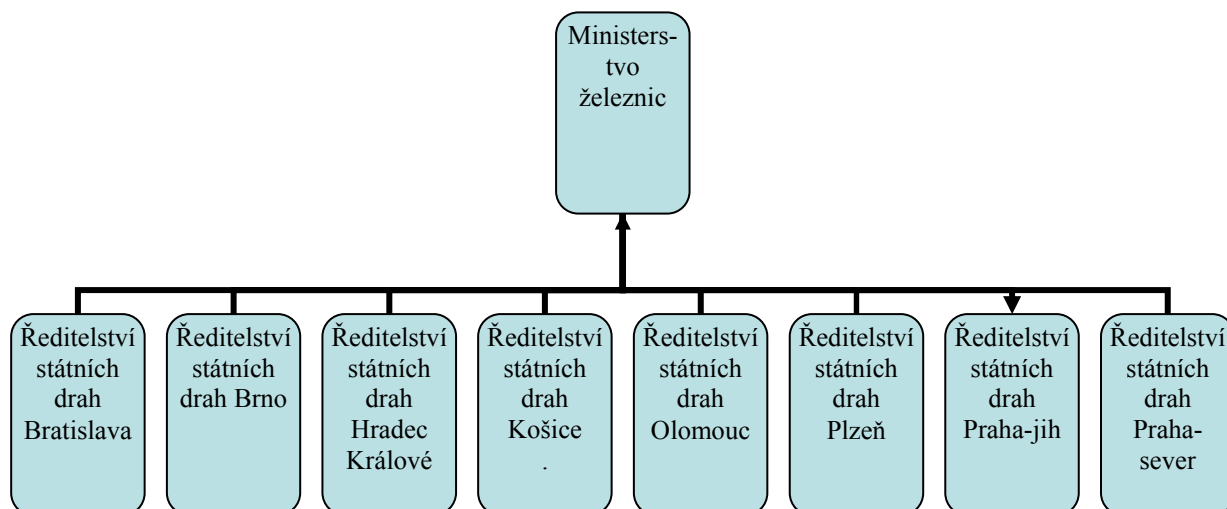 Ministers-
tvo
železnic
Ředitelství
státních
drah
Bratislava
Ředitelství
státních
drah Brno
Ředitelství
státních
drah
Hradec
Králové
Ředitelství
státních
drah
Košice
.
Ředitelství
státních
drah
Olomouc
Ředitelství
státních
drah
Plzeň
Ředitelství
státních
drah
Praha-jih
Ředitelství
státních
drah
Praha-
sever